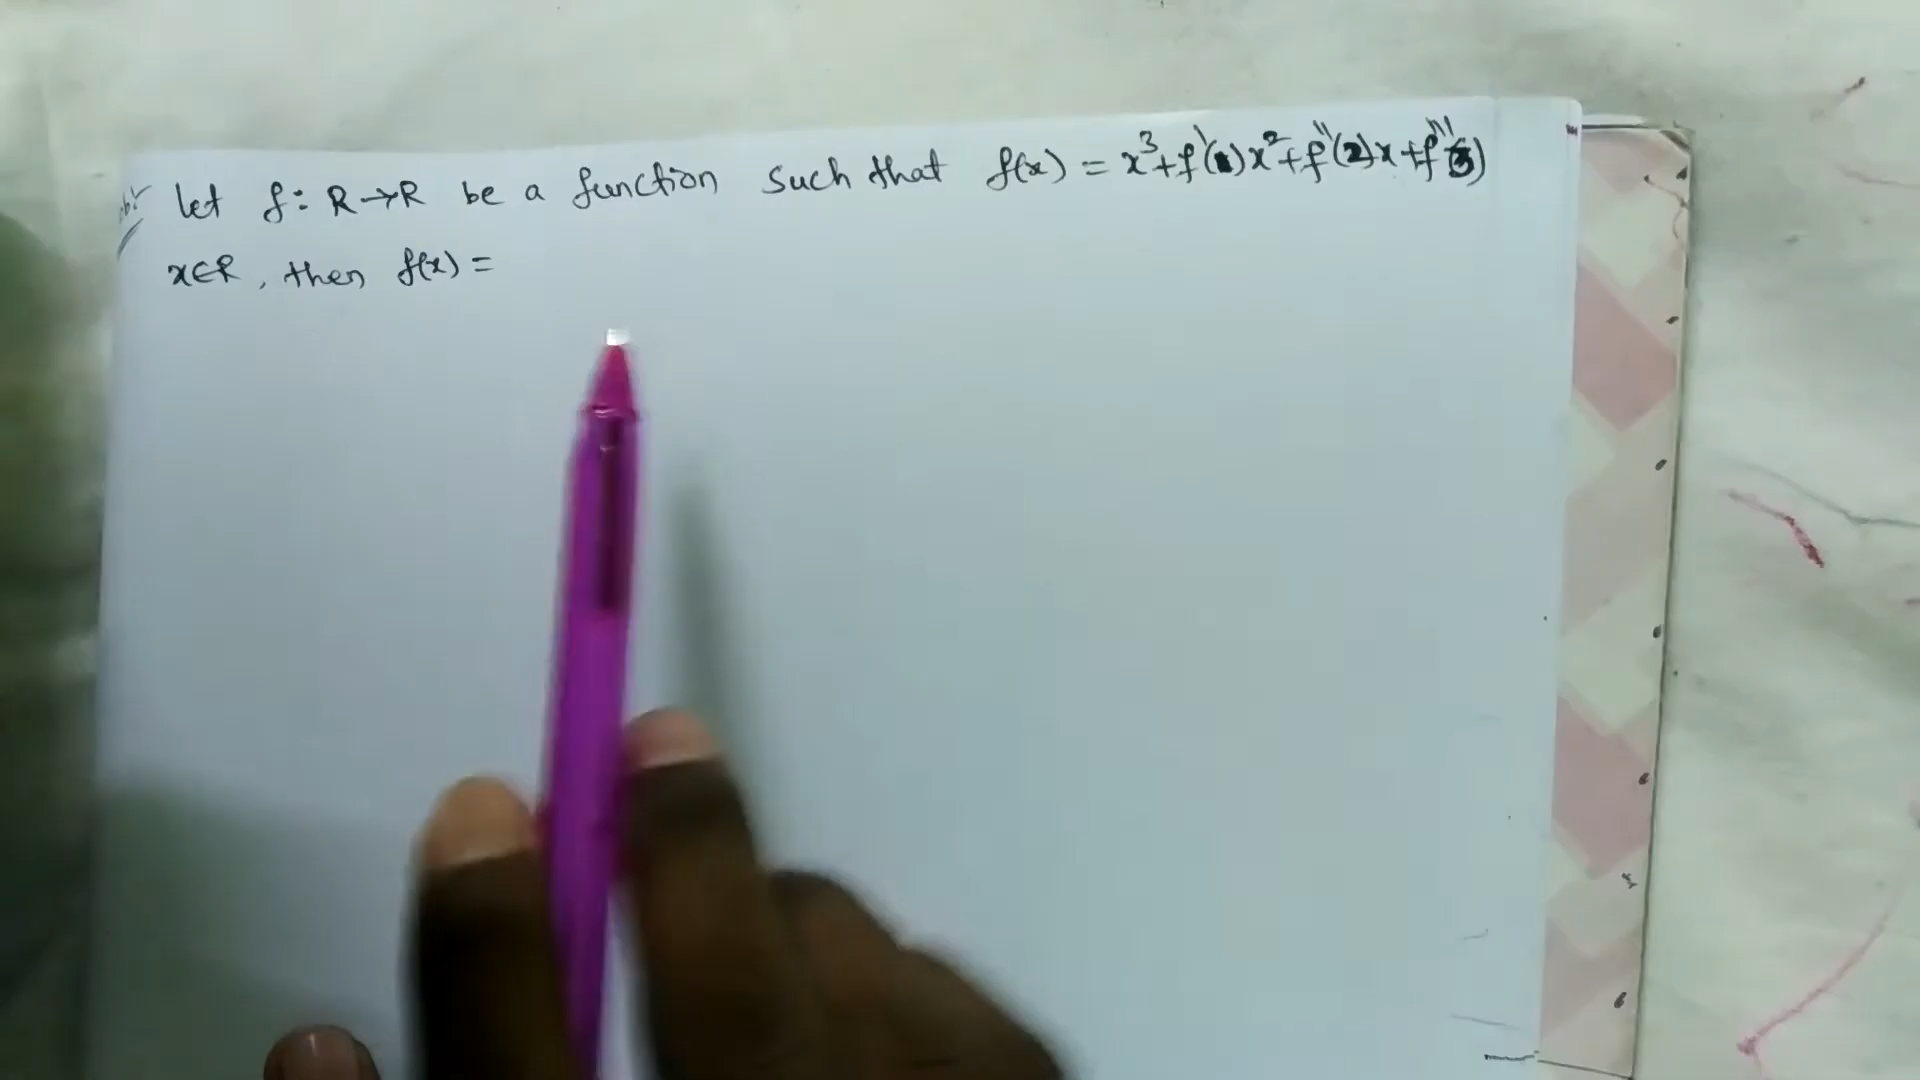 let f: R→R be a function such that f(x) = x³+f'(1)x²+f''(2)x+f'''(3)
x∈R, then f(x) =